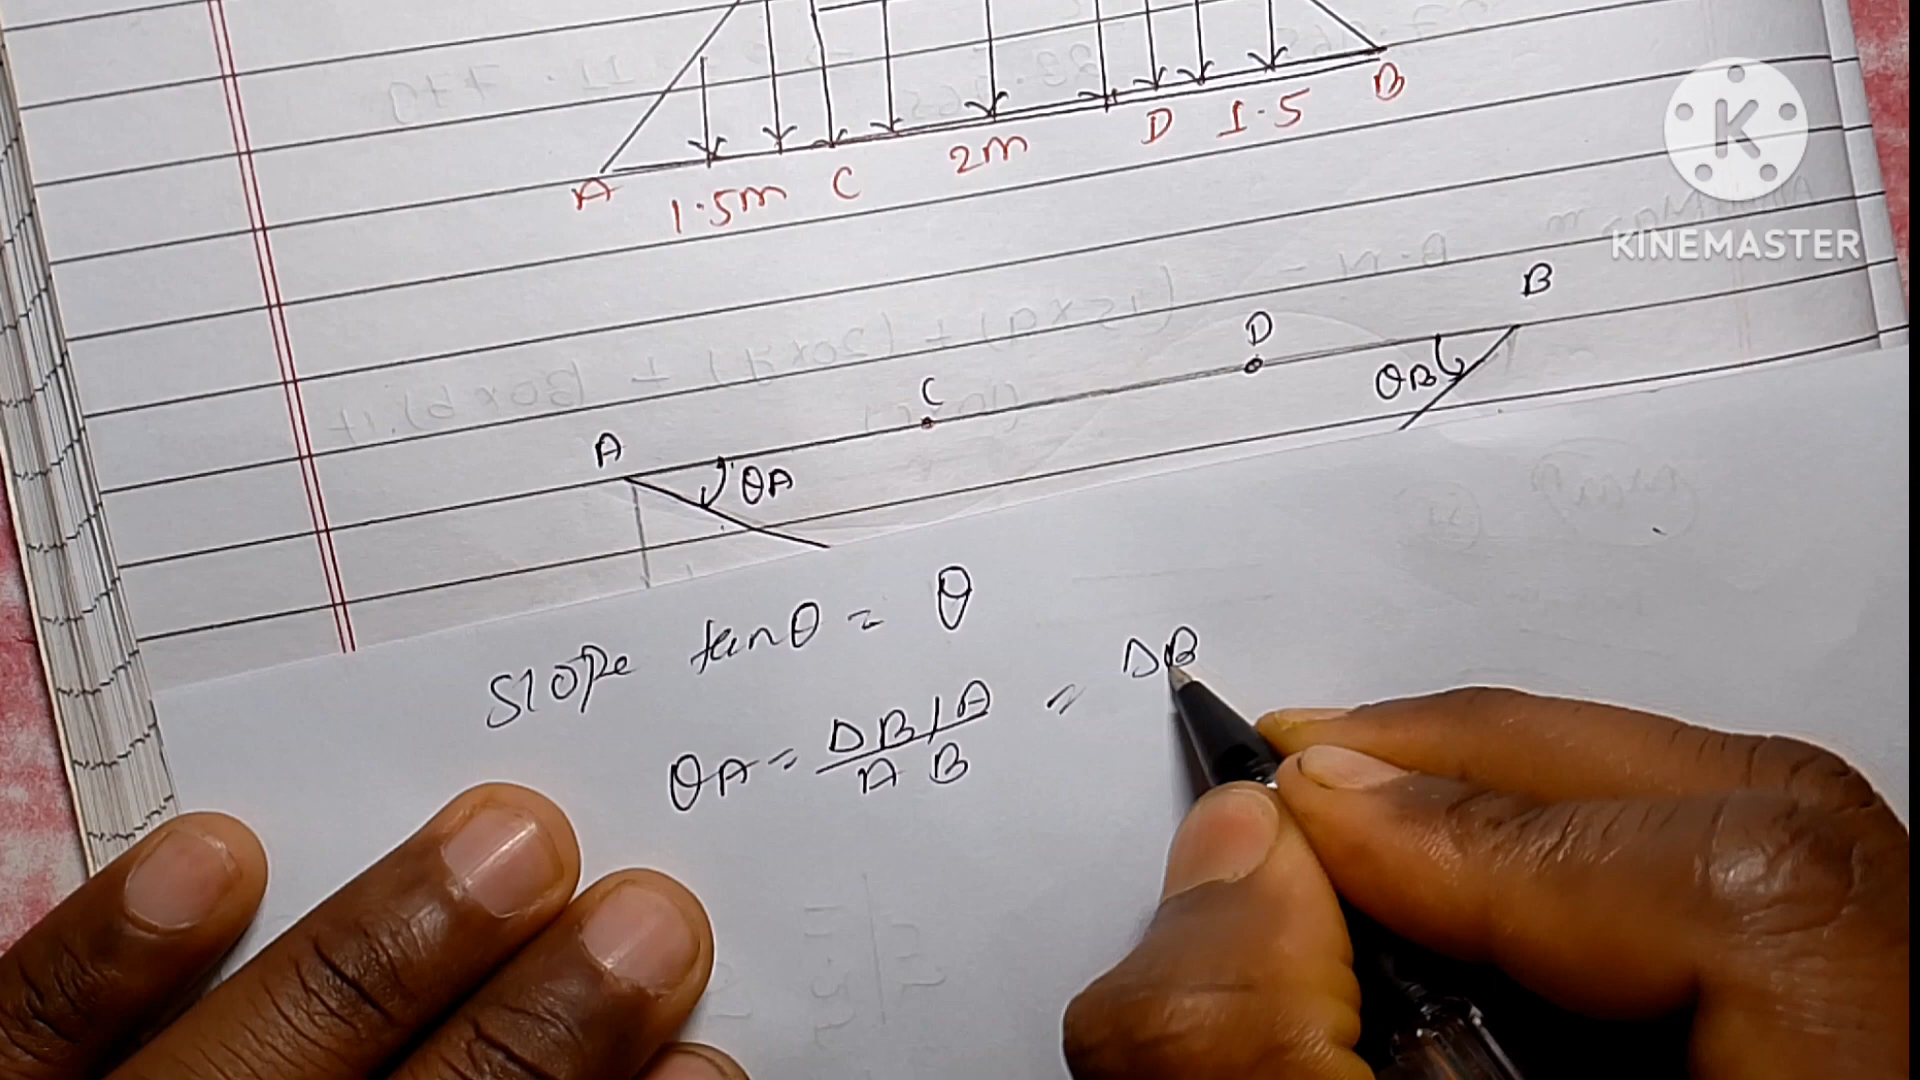 A 1.5m C 2m D 1.5 B
K
KINEMASTER
A C D B
θA θB
slope tanθ = θ
θA = ΔB/A / AB = ΔB